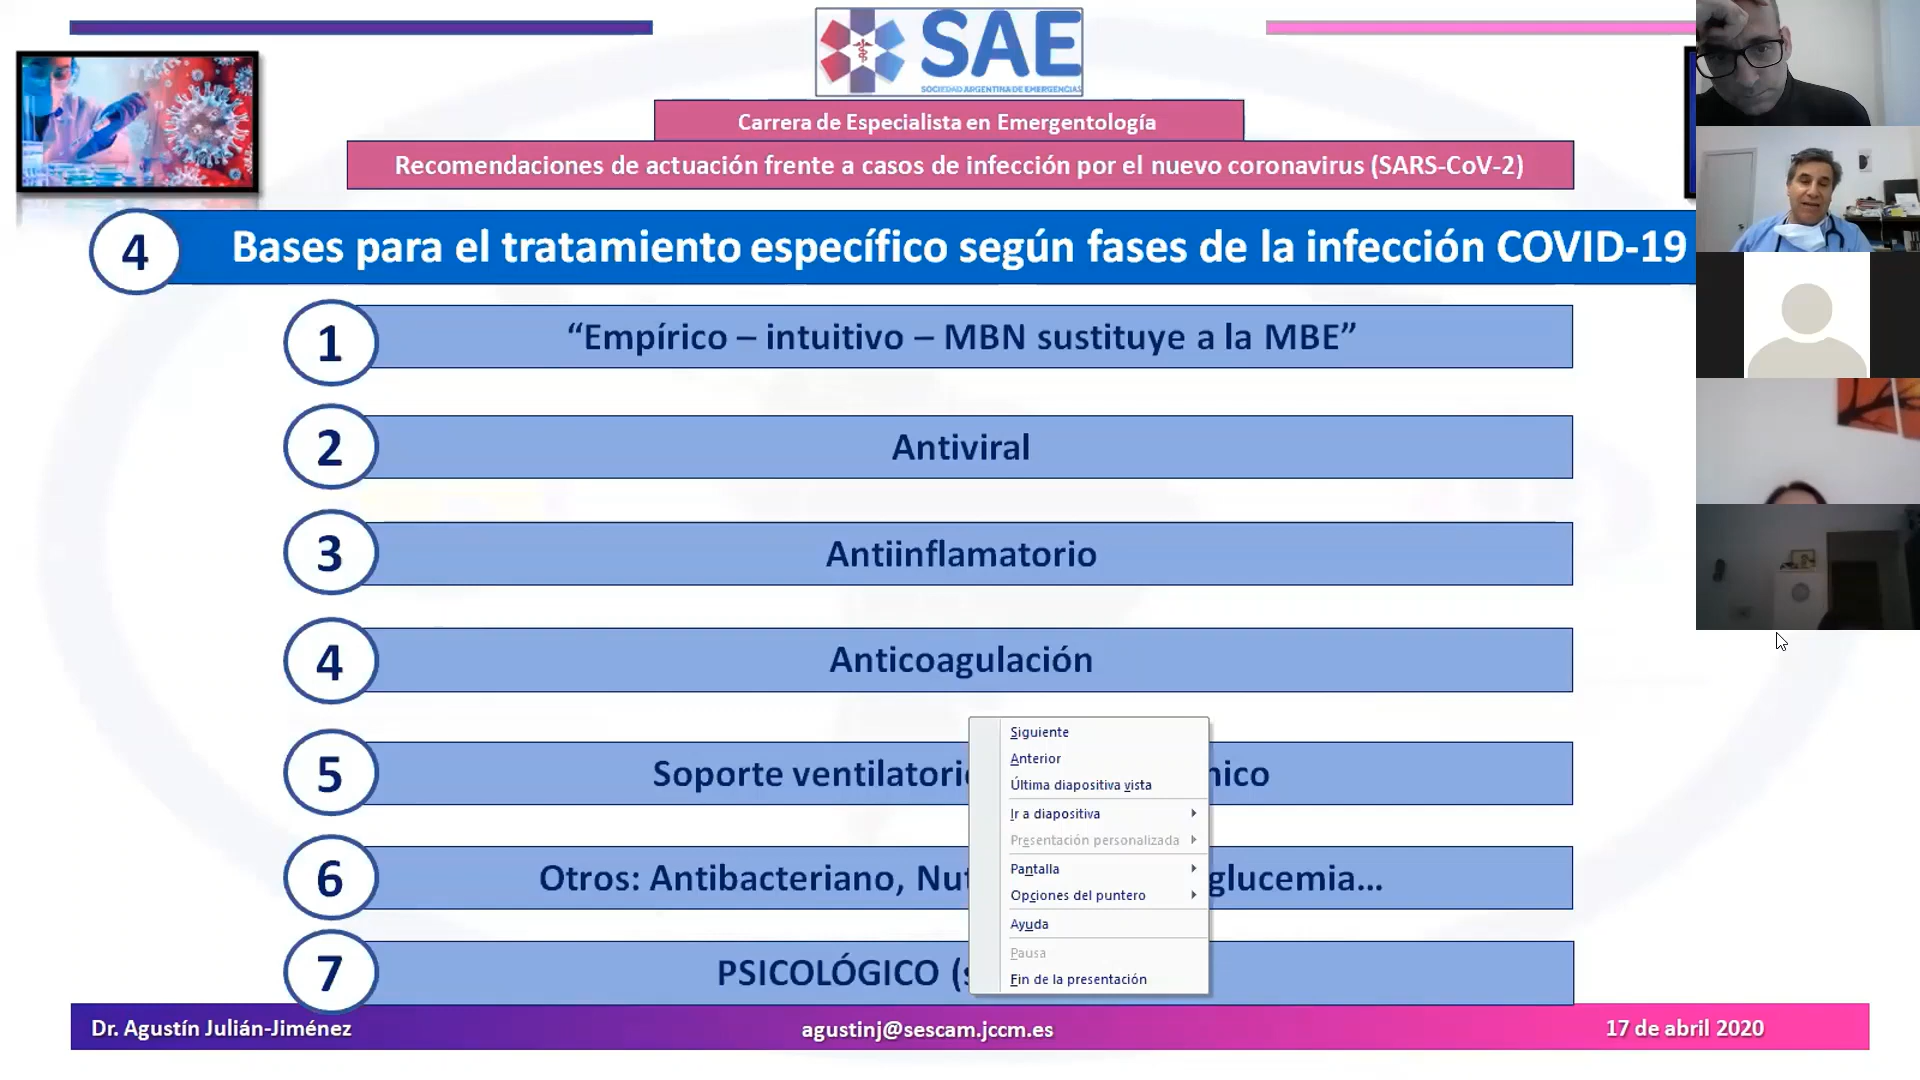 SAE
SOCIEDAD ARGENTINA DE EMERGENCIAS
Carrera de Especialista en Emergentología
Recomendaciones de actuación frente a casos de infección por el nuevo coronavirus (SARS-CoV-2)
4 Bases para el tratamiento específico según fases de la infección COVID-19
1 “Empírico – intuitivo – MBN sustituye a la MBE”
2 Antiviral
3 Antiinflamatorio
4 Anticoagulación
5 Soporte ventilatorio
6 Otros: Antibacteriano, glucemia...
7 PSICOLÓGICO (
Siguiente
Anterior
Última diapositiva vista
Ir a diapositiva
Presentación personalizada
Pantalla
Opciones del puntero
Ayuda
Pausa
Fin de la presentación
Dr. Agustín Julián-Jiménez
agustinj@sescam.jccm.es
17 de abril 2020